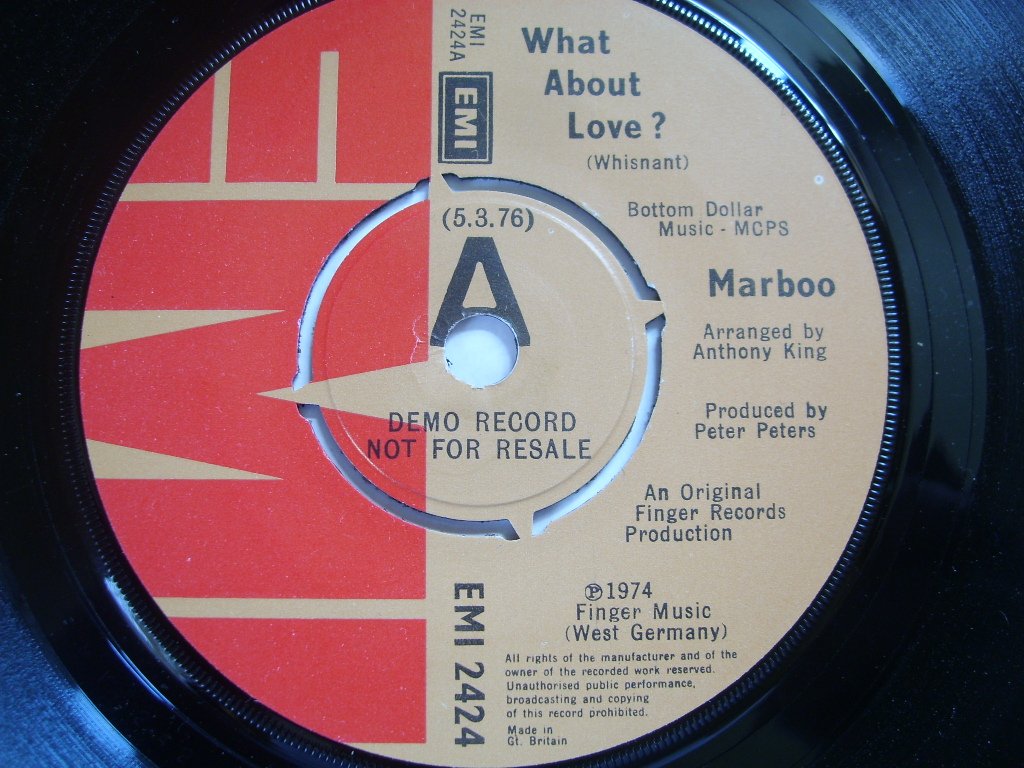 EMI
2424A
EMI
What
About
Love?
(Whisnant)
Bottom Dollar
Music - MCPS
(5.3.76)
A
Marboo
Arranged by
Anthony King
DEMO RECORD
NOT FOR RESALE
Produced by
Peter Peters
An Original
Finger Records
Production
℗1974
Finger Music
(West Germany)
EMI 2424
All rights of the manufacturer and of the
owner of the recorded work reserved.
Unauthorised public performance,
broadcasting and copying
of this record prohibited.
Made in
Gt. Britain